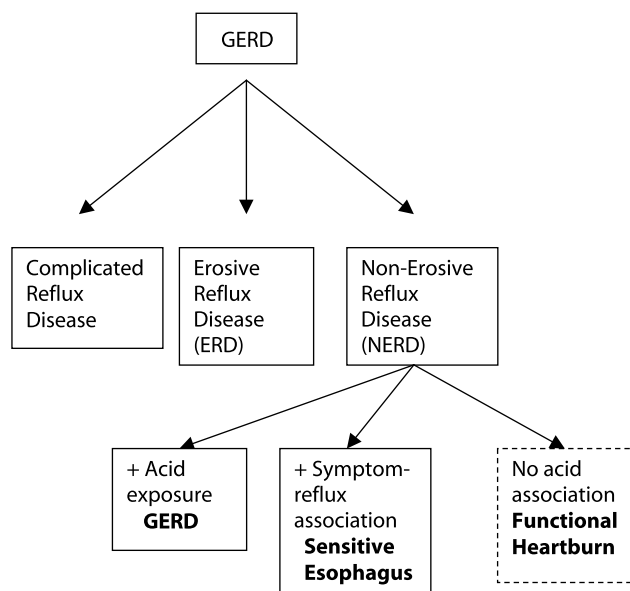 GERD
Complicated
Reflux
Disease
Erosive
Reflux
Disease
(ERD)
Non-Erosive
Reflux
Disease
(NERD)
+ Acid
exposure
GERD
+ Symptom-
reflux
association
Sensitive
Esophagus
No acid
association
Functional
Heartburn